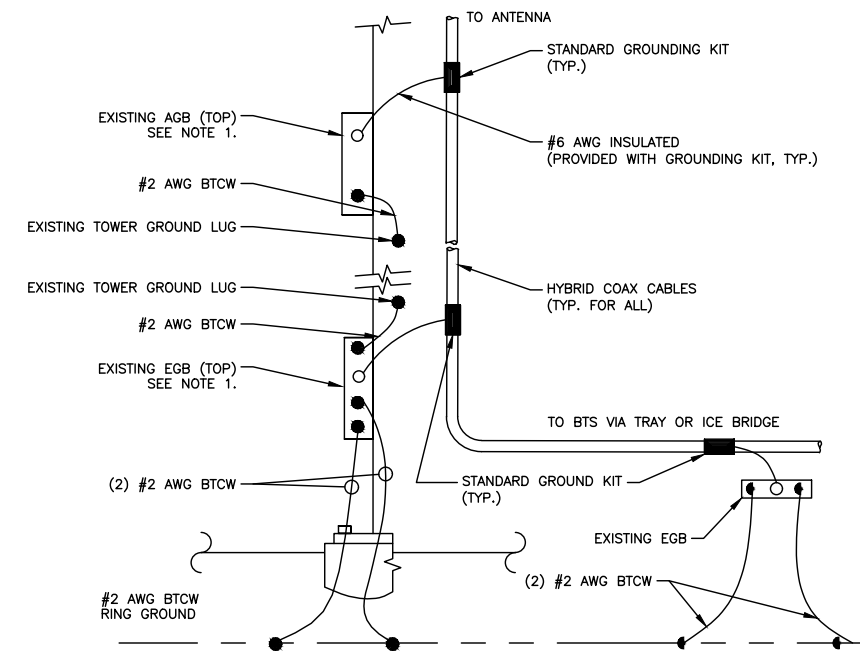 TO ANTENNA
STANDARD GROUNDING KIT
(TYP.)
EXISTING AGB (TOP)
SEE NOTE 1.
#6 AWG INSULATED
(PROVIDED WITH GROUNDING KIT, TYP.)
#2 AWG BTCW
EXISTING TOWER GROUND LUG
EXISTING TOWER GROUND LUG
HYBRID COAX CABLES
(TYP. FOR ALL)
#2 AWG BTCW
EXISTING EGB (TOP)
SEE NOTE 1.
TO BTS VIA TRAY OR ICE BRIDGE
(2) #2 AWG BTCW
STANDARD GROUND KIT
(TYP.)
EXISTING EGB
(2) #2 AWG BTCW
#2 AWG BTCW
RING GROUND